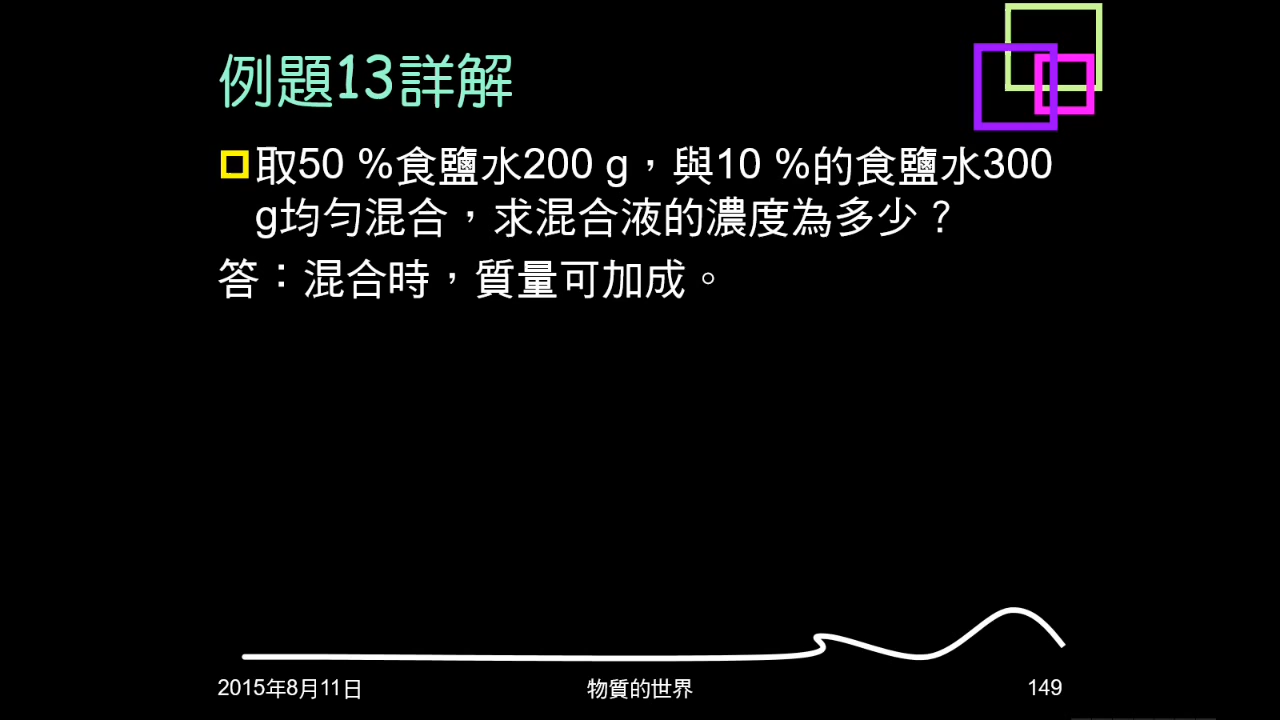 例題13詳解
取50 %食鹽水200 g，與10 %的食鹽水300
g均勻混合，求混合液的濃度為多少？
答：混合時，質量可加成。
2015年8月11日
物質的世界
149